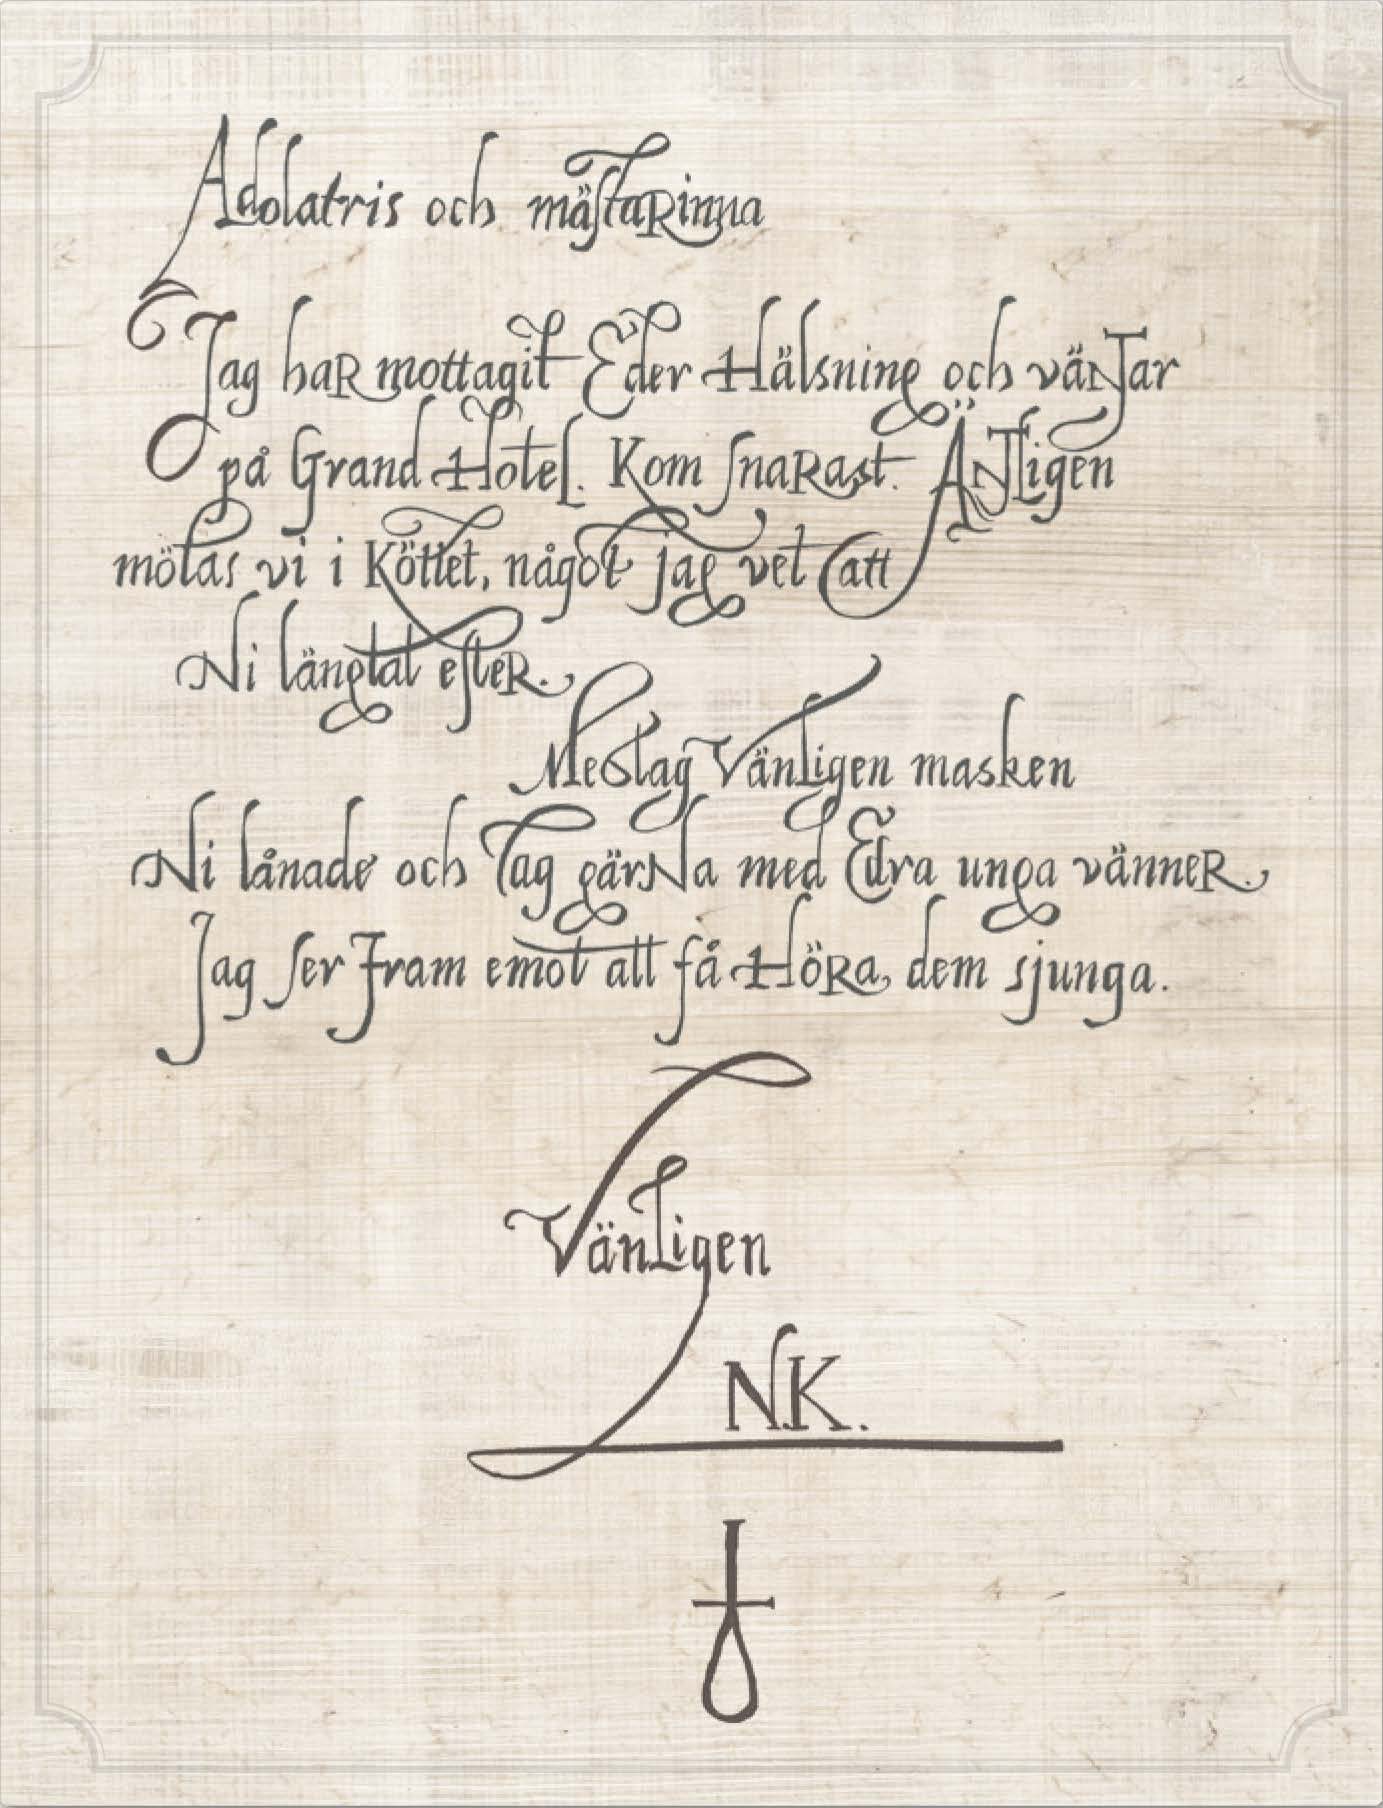 Adolatris och mästarinna
Jag har mottagit Eder Hälsning och väntar
på Grand Hotel. Kom snarast. Äntligen
mötas vi i Köttet, något jag vet att
Ni längtat efter.
Medtag Vänligen masken
Ni lånade och Tag gärna med Edra unga vänner.
Jag ser fram emot att få Höra dem sjunga.
Vänligen
N.K.